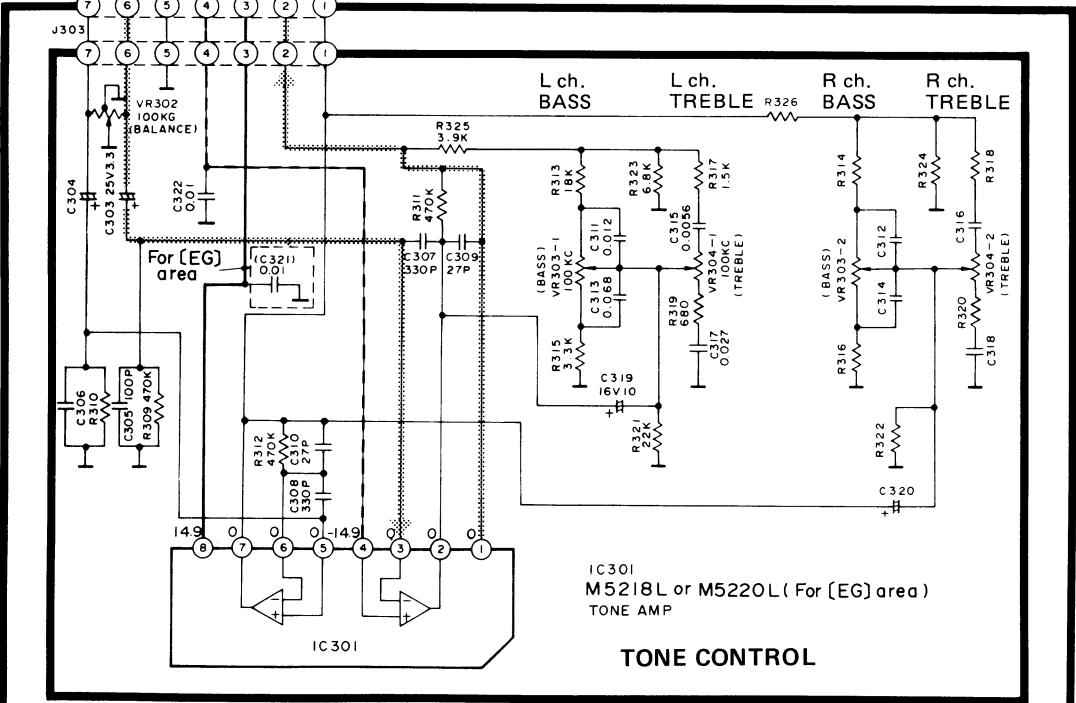 7 6 5 4 3 2 1
J303
7 6 5 4 3 2 1
VR302
100KG
(BALANCE)
L ch.
BASS
L ch.
TREBLE
R326
R ch.
BASS
R ch.
TREBLE
R325
3.9K
C304
C303 25V3.3
+
+
C322
0.01
R311
470K
R313
18K
R323
6.8K
R317
1.5K
R314
R324
R318
C311
0.012
C315
0.0056
C312
C316
For [EG]
area
(C321)
0.01
C307
330P
C309
27P
(BASS)
VR303-1
100KC
C313
0.068
VR304-1
100KC
(TREBLE)
(BASS)
VR303-2
C314
VR304-2
(TREBLE)
R319
680
R320
R315
3.3K
C317
0.027
R316
C318
C306
R310
C305 100P
R309 470K
C319
16V10
+
R321
22K
R322
R312
470K
C310
27P
C308
330P
C320
+
14.9 0 0 0 -14.9 0 0 0
8 7 6 5 4 3 2 1
- +
- +
IC301
IC301
M5218L or M5220L ( For [EG] area )
TONE AMP
TONE CONTROL